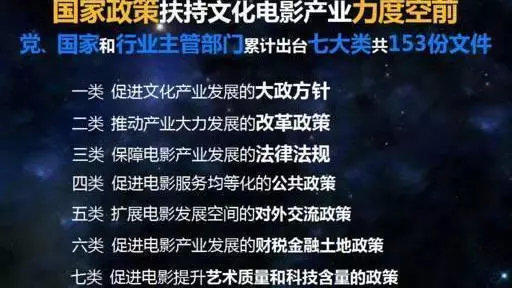 国家政策扶持文化电影产业力度空前
党、国家和行业主管部门累计出台七大类共153份文件
一类 促进文化产业发展的大政方针
二类 推动产业大力发展的改革政策
三类 保障电影产业发展的法律法规
四类 促进电影服务均等化的公共政策
五类 扩展电影发展空间的对外交流政策
六类 促进电影产业发展的财税金融土地政策
七类 促进电影提升艺术质量和科技含量的政策